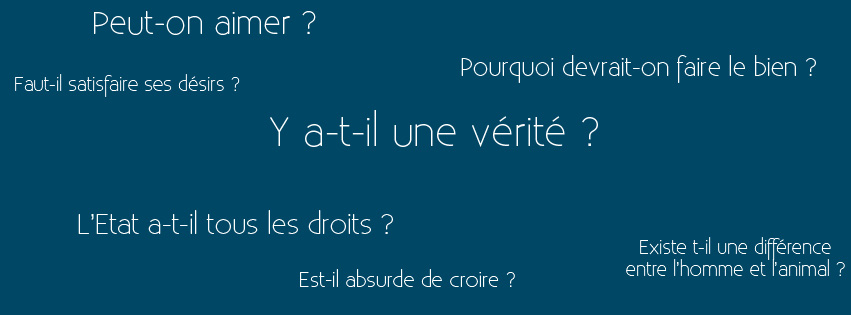 Peut-on aimer ?
Pourquoi devrait-on faire le bien ?
Faut-il satisfaire ses désirs ?
Y a-t-il une vérité ?
L'Etat a-t-il tous les droits ?
Existe t-il une différence
entre l'homme et l'animal ?
Est-il absurde de croire ?